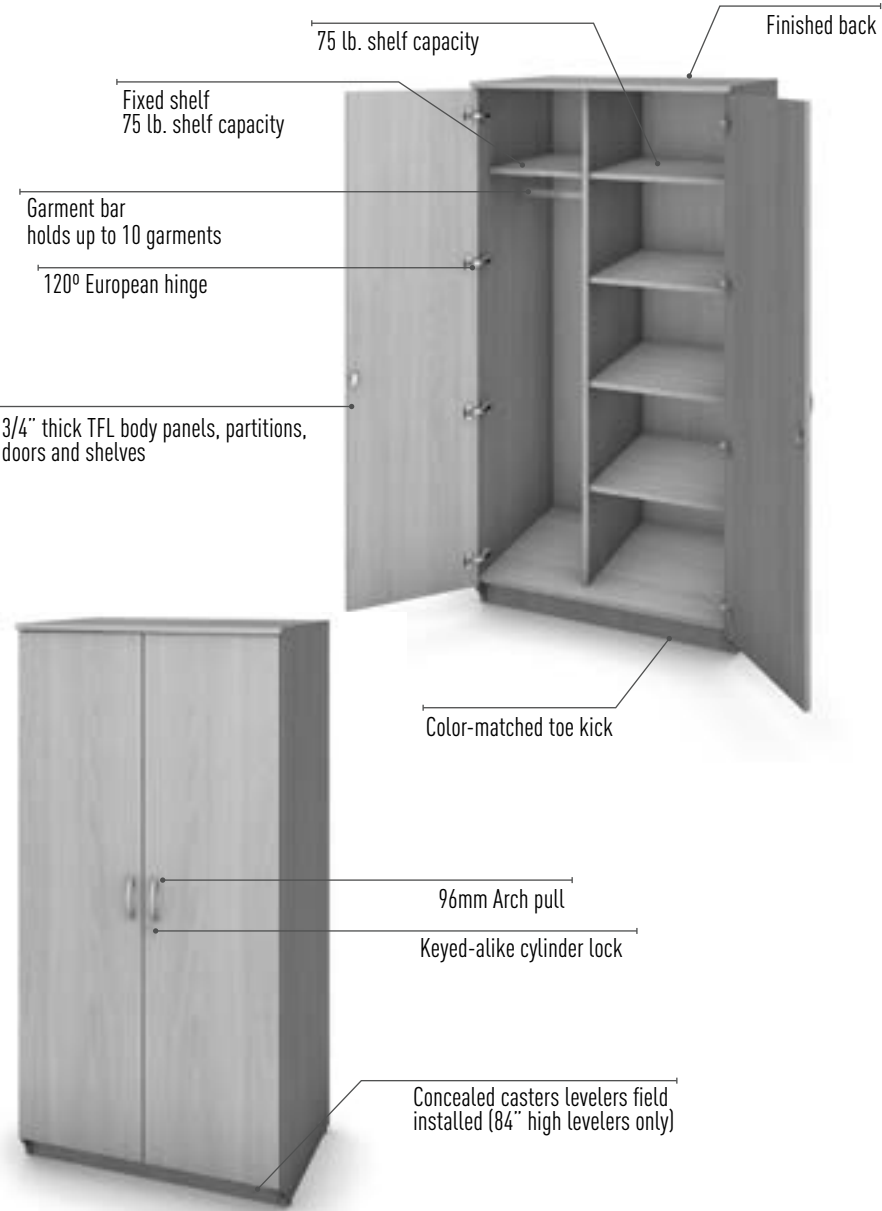 Finished back
75 lb. shelf capacity
Fixed shelf
75 lb. shelf capacity
Garment bar
holds up to 10 garments
120º European hinge
3/4" thick TFL body panels, partitions,
doors and shelves
Color-matched toe kick
96mm Arch pull
Keyed-alike cylinder lock
Concealed casters levelers field
installed (84" high levelers only)